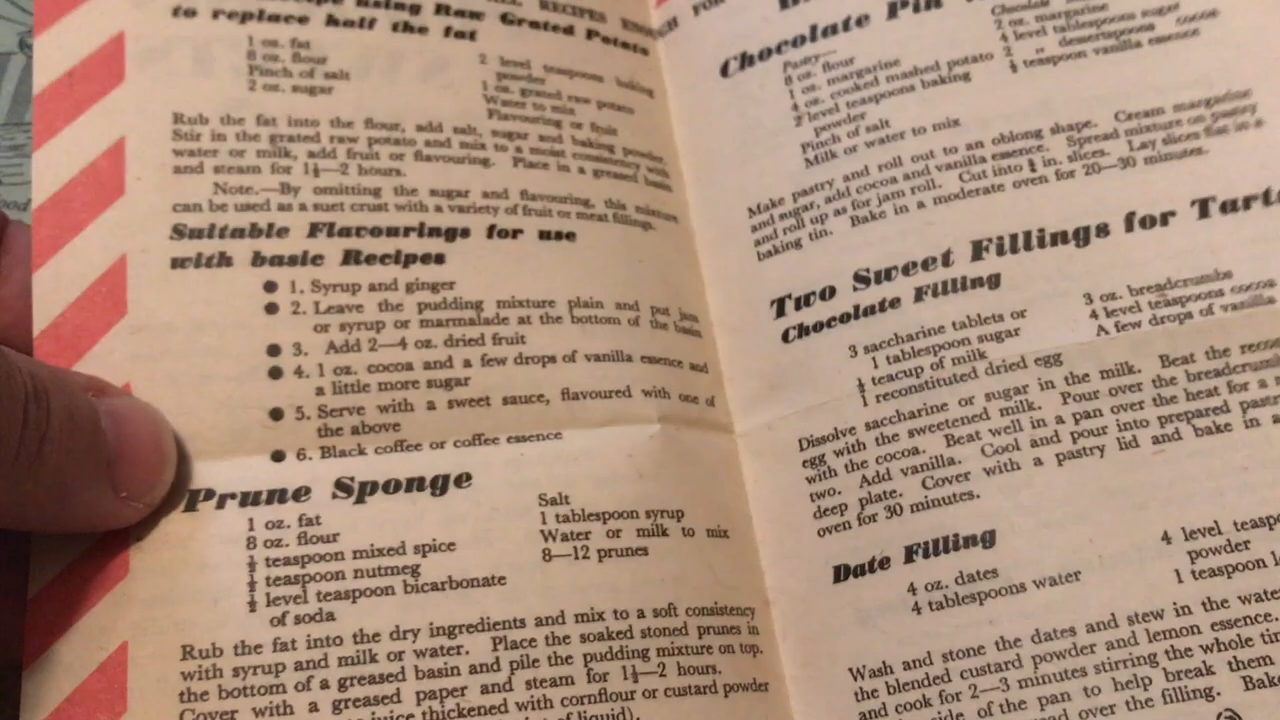 RECIPES
FOR
using Raw Grated Potato
to replace half the fat
1 oz. fat
8 oz. flour
Pinch of salt
2 oz. sugar
2 level teaspoons baking
powder
1 oz. grated raw potato
Water to mix
Flavouring or fruit
Rub the fat into the flour, add salt, sugar and baking powder.
Stir in the grated raw potato and mix to a moist consistency with
water or milk, add fruit or flavouring. Place in a greased basin
and steam for 1½—2 hours.
Note.—By omitting the sugar and flavouring, this mixture
can be used as a suet crust with a variety of fruit or meat fillings.
Suitable Flavourings for use
with basic Recipes
● 1. Syrup and ginger
● 2. Leave the pudding mixture plain and put jam
or syrup or marmalade at the bottom of the basin
● 3. Add 2—4 oz. dried fruit
● 4. 1 oz. cocoa and a few drops of vanilla essence and
a little more sugar
● 5. Serve with a sweet sauce, flavoured with one of
the above
● 6. Black coffee or coffee essence
Prune Sponge
1 oz. fat
8 oz. flour
½ teaspoon mixed spice
½ teaspoon nutmeg
½ level teaspoon bicarbonate
of soda
Salt
1 tablespoon syrup
Water or milk to mix
8—12 prunes
Rub the fat into the dry ingredients and mix to a soft consistency
with syrup and milk or water. Place the soaked stoned prunes in
the bottom of a greased basin and pile the pudding mixture on top.
Cover with a greased paper and steam for 1½—2 hours.
juice thickened with cornflour or custard powder
of liquid).
Chocolate Pin
Pastry—
8 oz. flour
1 oz. margarine
4 oz. cooked mashed potato
2 level teaspoons baking
powder
Pinch of salt
Milk or water to mix
Chocolate
2 oz. margarine
4 level tablespoons sugar
2 " dessertspoons cocoa
½ teaspoon vanilla essence
Make pastry and roll out to an oblong shape. Cream margarine
and sugar, add cocoa and vanilla essence. Spread mixture on pastry
and roll up as for jam roll. Cut into in. slices. Lay slices flat in a
baking tin. Bake in a moderate oven for 20—30 minutes.
Two Sweet Fillings for Tarts
Chocolate Filling
3 saccharine tablets or
1 tablespoon sugar
teacup of milk
1 reconstituted dried egg
3 oz. breadcrumbs
4 level teaspoons cocoa
A few drops of vanilla
Dissolve saccharine or sugar in the milk. Beat the
egg with the sweetened milk. Pour over the
with the cocoa. Beat well in a pan over the heat for a
two. Add vanilla. Cool and pour into prepared
deep plate. Cover with a pastry lid and bake in a
oven for 30 minutes.
Date Filling
4 oz. dates
4 tablespoons water
4 level
powder
1 teaspoon
Wash and stone the dates and stew in the
the blended custard powder and lemon essence.
and cook for 2—3 minutes stirring the whole
side of the pan to help break them
over the filling.